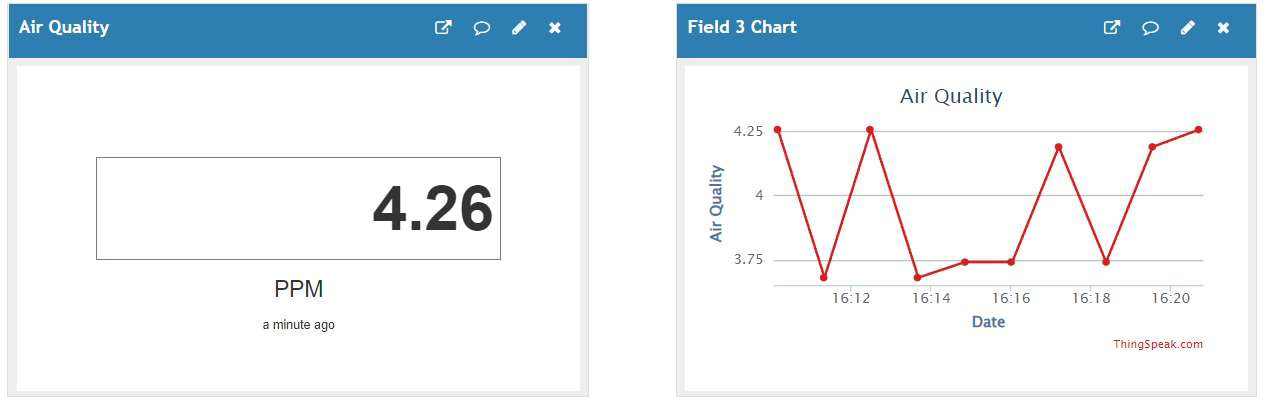 Air Quality
4.26
PPM
a minute ago
Field 3 Chart
Air Quality
4.25
4
3.75
Air Quality
16:12 16:14 16:16 16:18 16:20
Date
ThingSpeak.com